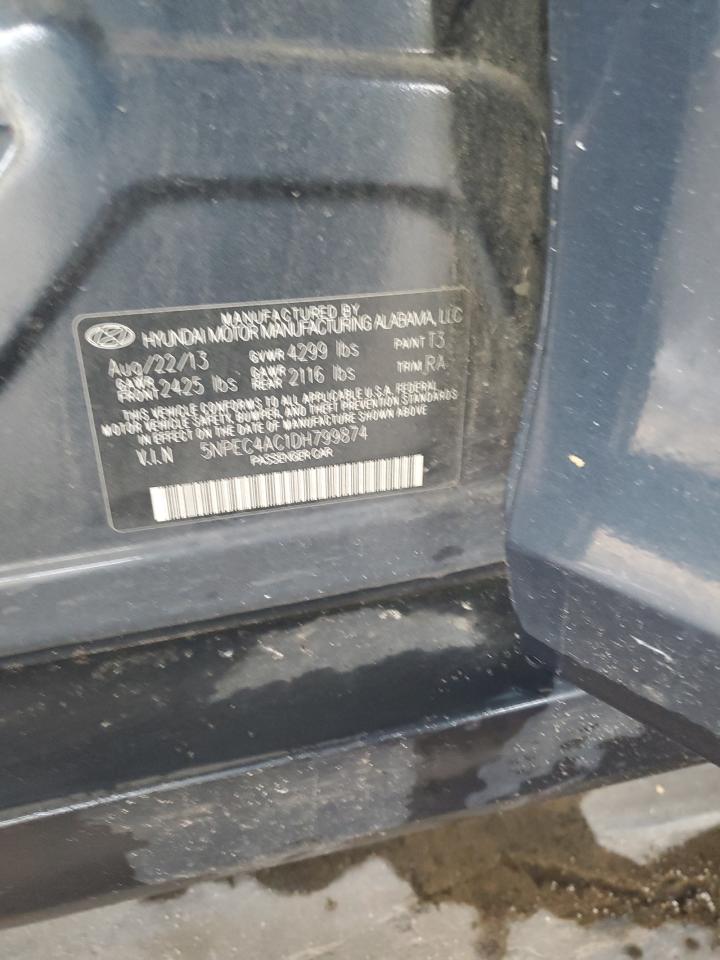 MANUFACTURED BY
HYUNDAI MOTOR MANUFACTURING ALABAMA, LLC
Aug/22/13 GVWR 4299 lbs PAINT T3
GAWR FRONT 2425 lbs GAWR REAR 2116 lbs TRIM RA
THIS VEHICLE CONFORMS TO ALL APPLICABLE U.S.A. FEDERAL
MOTOR VEHICLE SAFETY, BUMPER, AND THEFT PREVENTION STANDARDS
IN EFFECT ON THE DATE OF MANUFACTURE SHOWN ABOVE
V.I.N 5NPEC4AC1DH799874
PASSENGER CAR